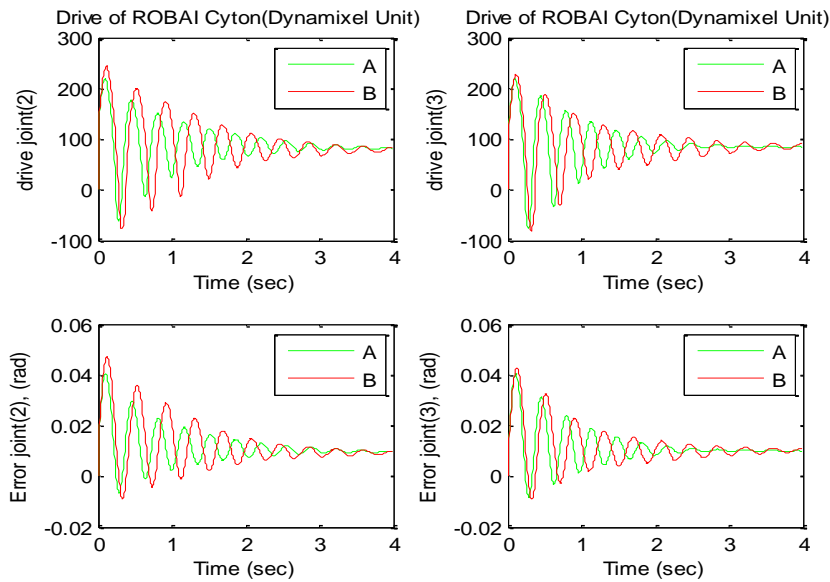 Drive of ROBAI Cyton(Dynamixel Unit)
300
200
100
0
-100
drive joint(2)
A
B
0 1 2 3 4
Time (sec)
Drive of ROBAI Cyton(Dynamixel Unit)
300
200
100
0
-100
drive joint(3)
A
B
0 1 2 3 4
Time (sec)
0.06
0.04
0.02
0
-0.02
Error joint(2), (rad)
A
B
0 1 2 3 4
Time (sec)
0.06
0.04
0.02
0
-0.02
Error joint(3), (rad)
A
B
0 1 2 3 4
Time (sec)